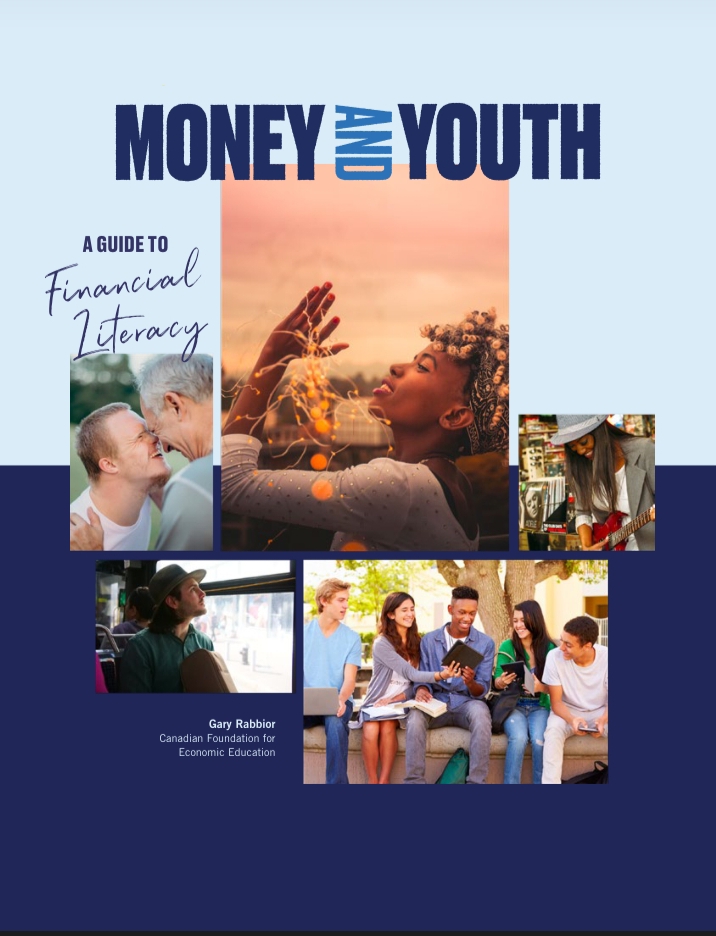 MONEY AND YOUTH
A GUIDE TO
Financial
Literacy
Gary Rabbior
Canadian Foundation for
Economic Education